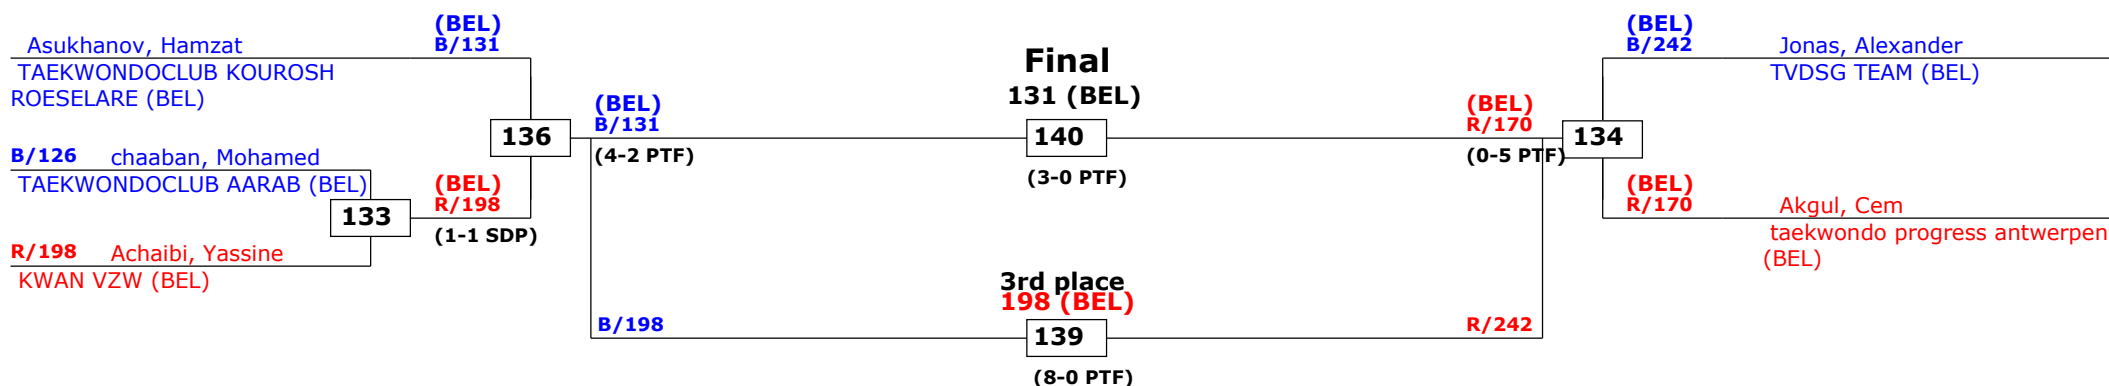 (BEL)
B/131
Asukhanov, Hamzat
TAEKWONDOCLUB KOUROSH
ROESELARE (BEL)
136
B/126 chaaban, Mohamed
TAEKWONDOCLUB AARAB (BEL)
133
(BEL)
R/198
(1-1 SDP)
R/198 Achaibi, Yassine
KWAN VZW (BEL)
(BEL)
B/131
(4-2 PTF)
Final
131 (BEL)
140
(3-0 PTF)
B/198
3rd place
198 (BEL)
139
(8-0 PTF)
R/242
(BEL)
R/170
(0-5 PTF)
134
(BEL)
B/242
Jonas, Alexander
TVDSG TEAM (BEL)
(BEL)
R/170
Akgul, Cem
taekwondo progress antwerpen
(BEL)